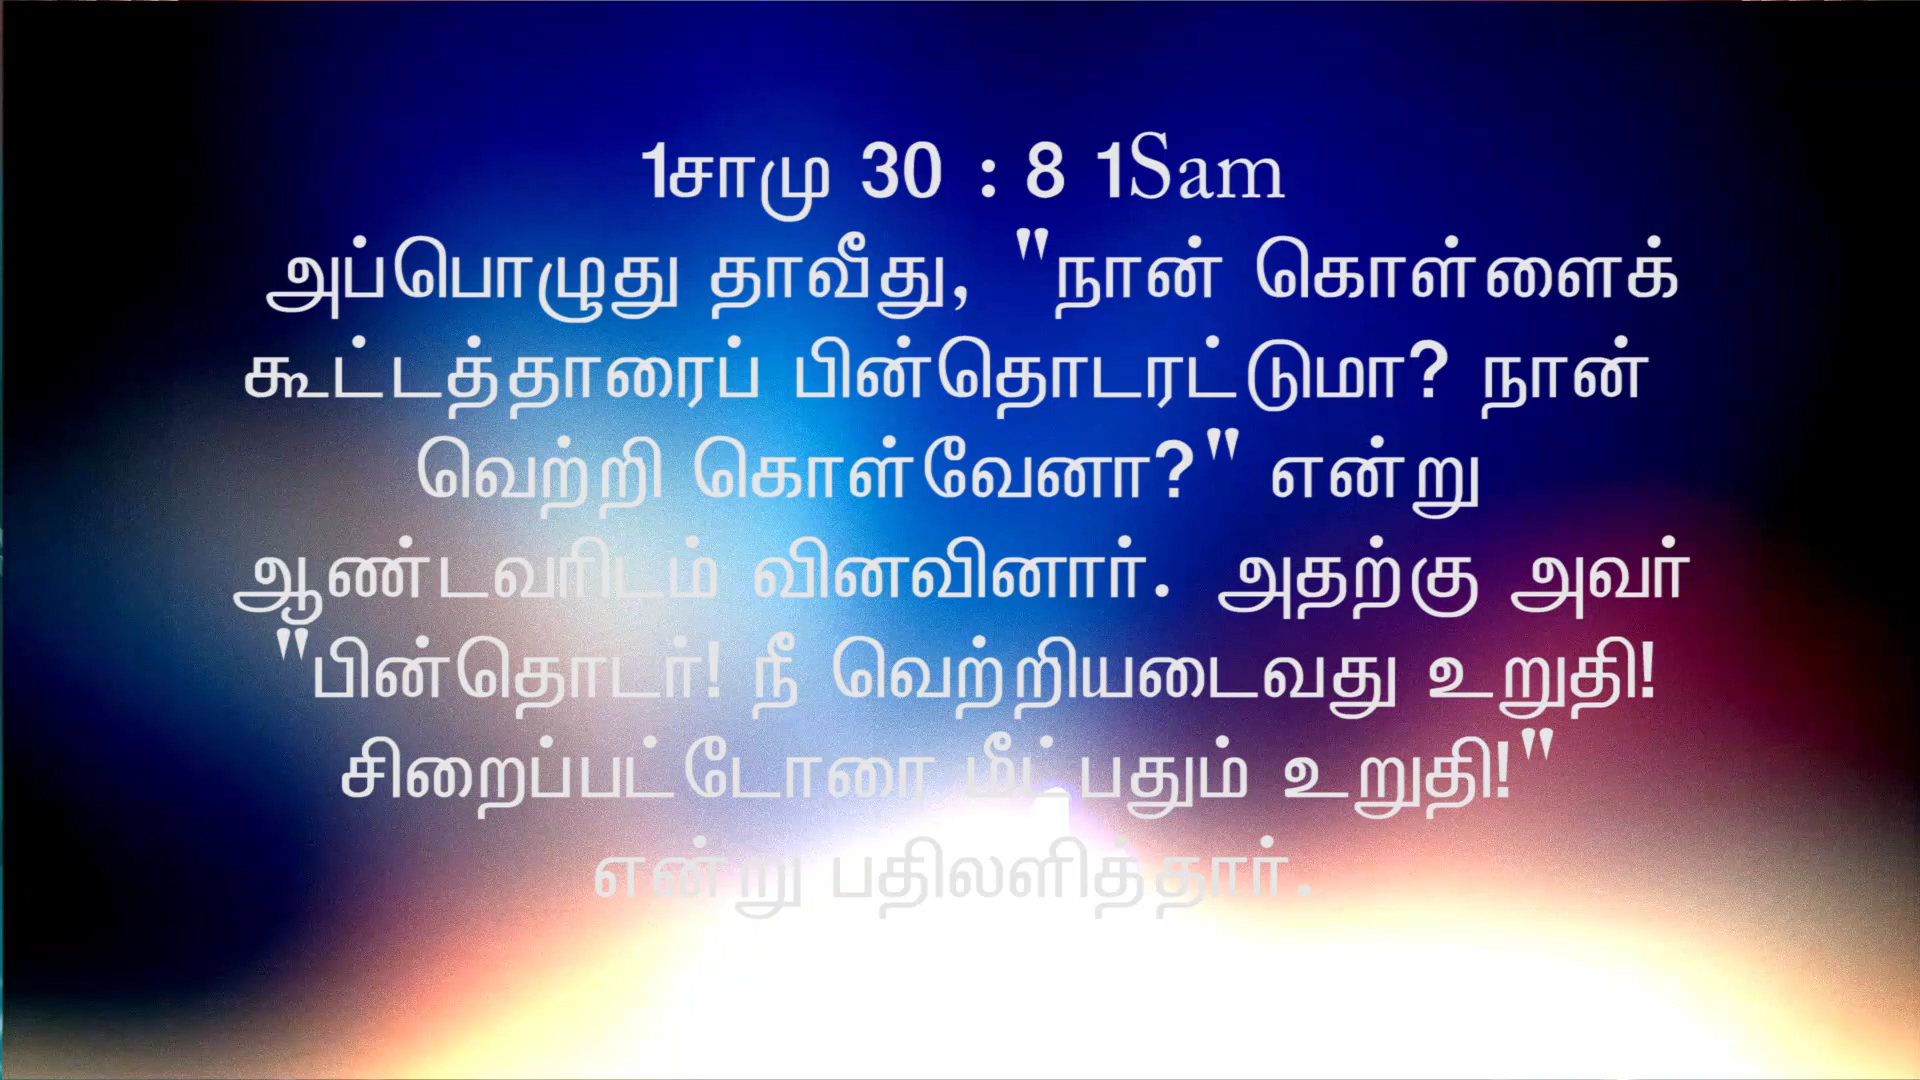 1சாமு 30 : 8 1Sam
அப்பொழுது தாவீது, "நான் கொள்ளைக்
கூட்டத்தாரைப் பின்தொடரட்டுமா? நான்
வெற்றி கொள்வேனா?" என்று
ஆண்டவரிடம் வினவினார். அதற்கு அவர்
"பின்தொடர்! நீ வெற்றியடைவது உறுதி!
சிறைப்பட்டோரை மீட்பதும் உறுதி!"
என்று பதிலளித்தார்.